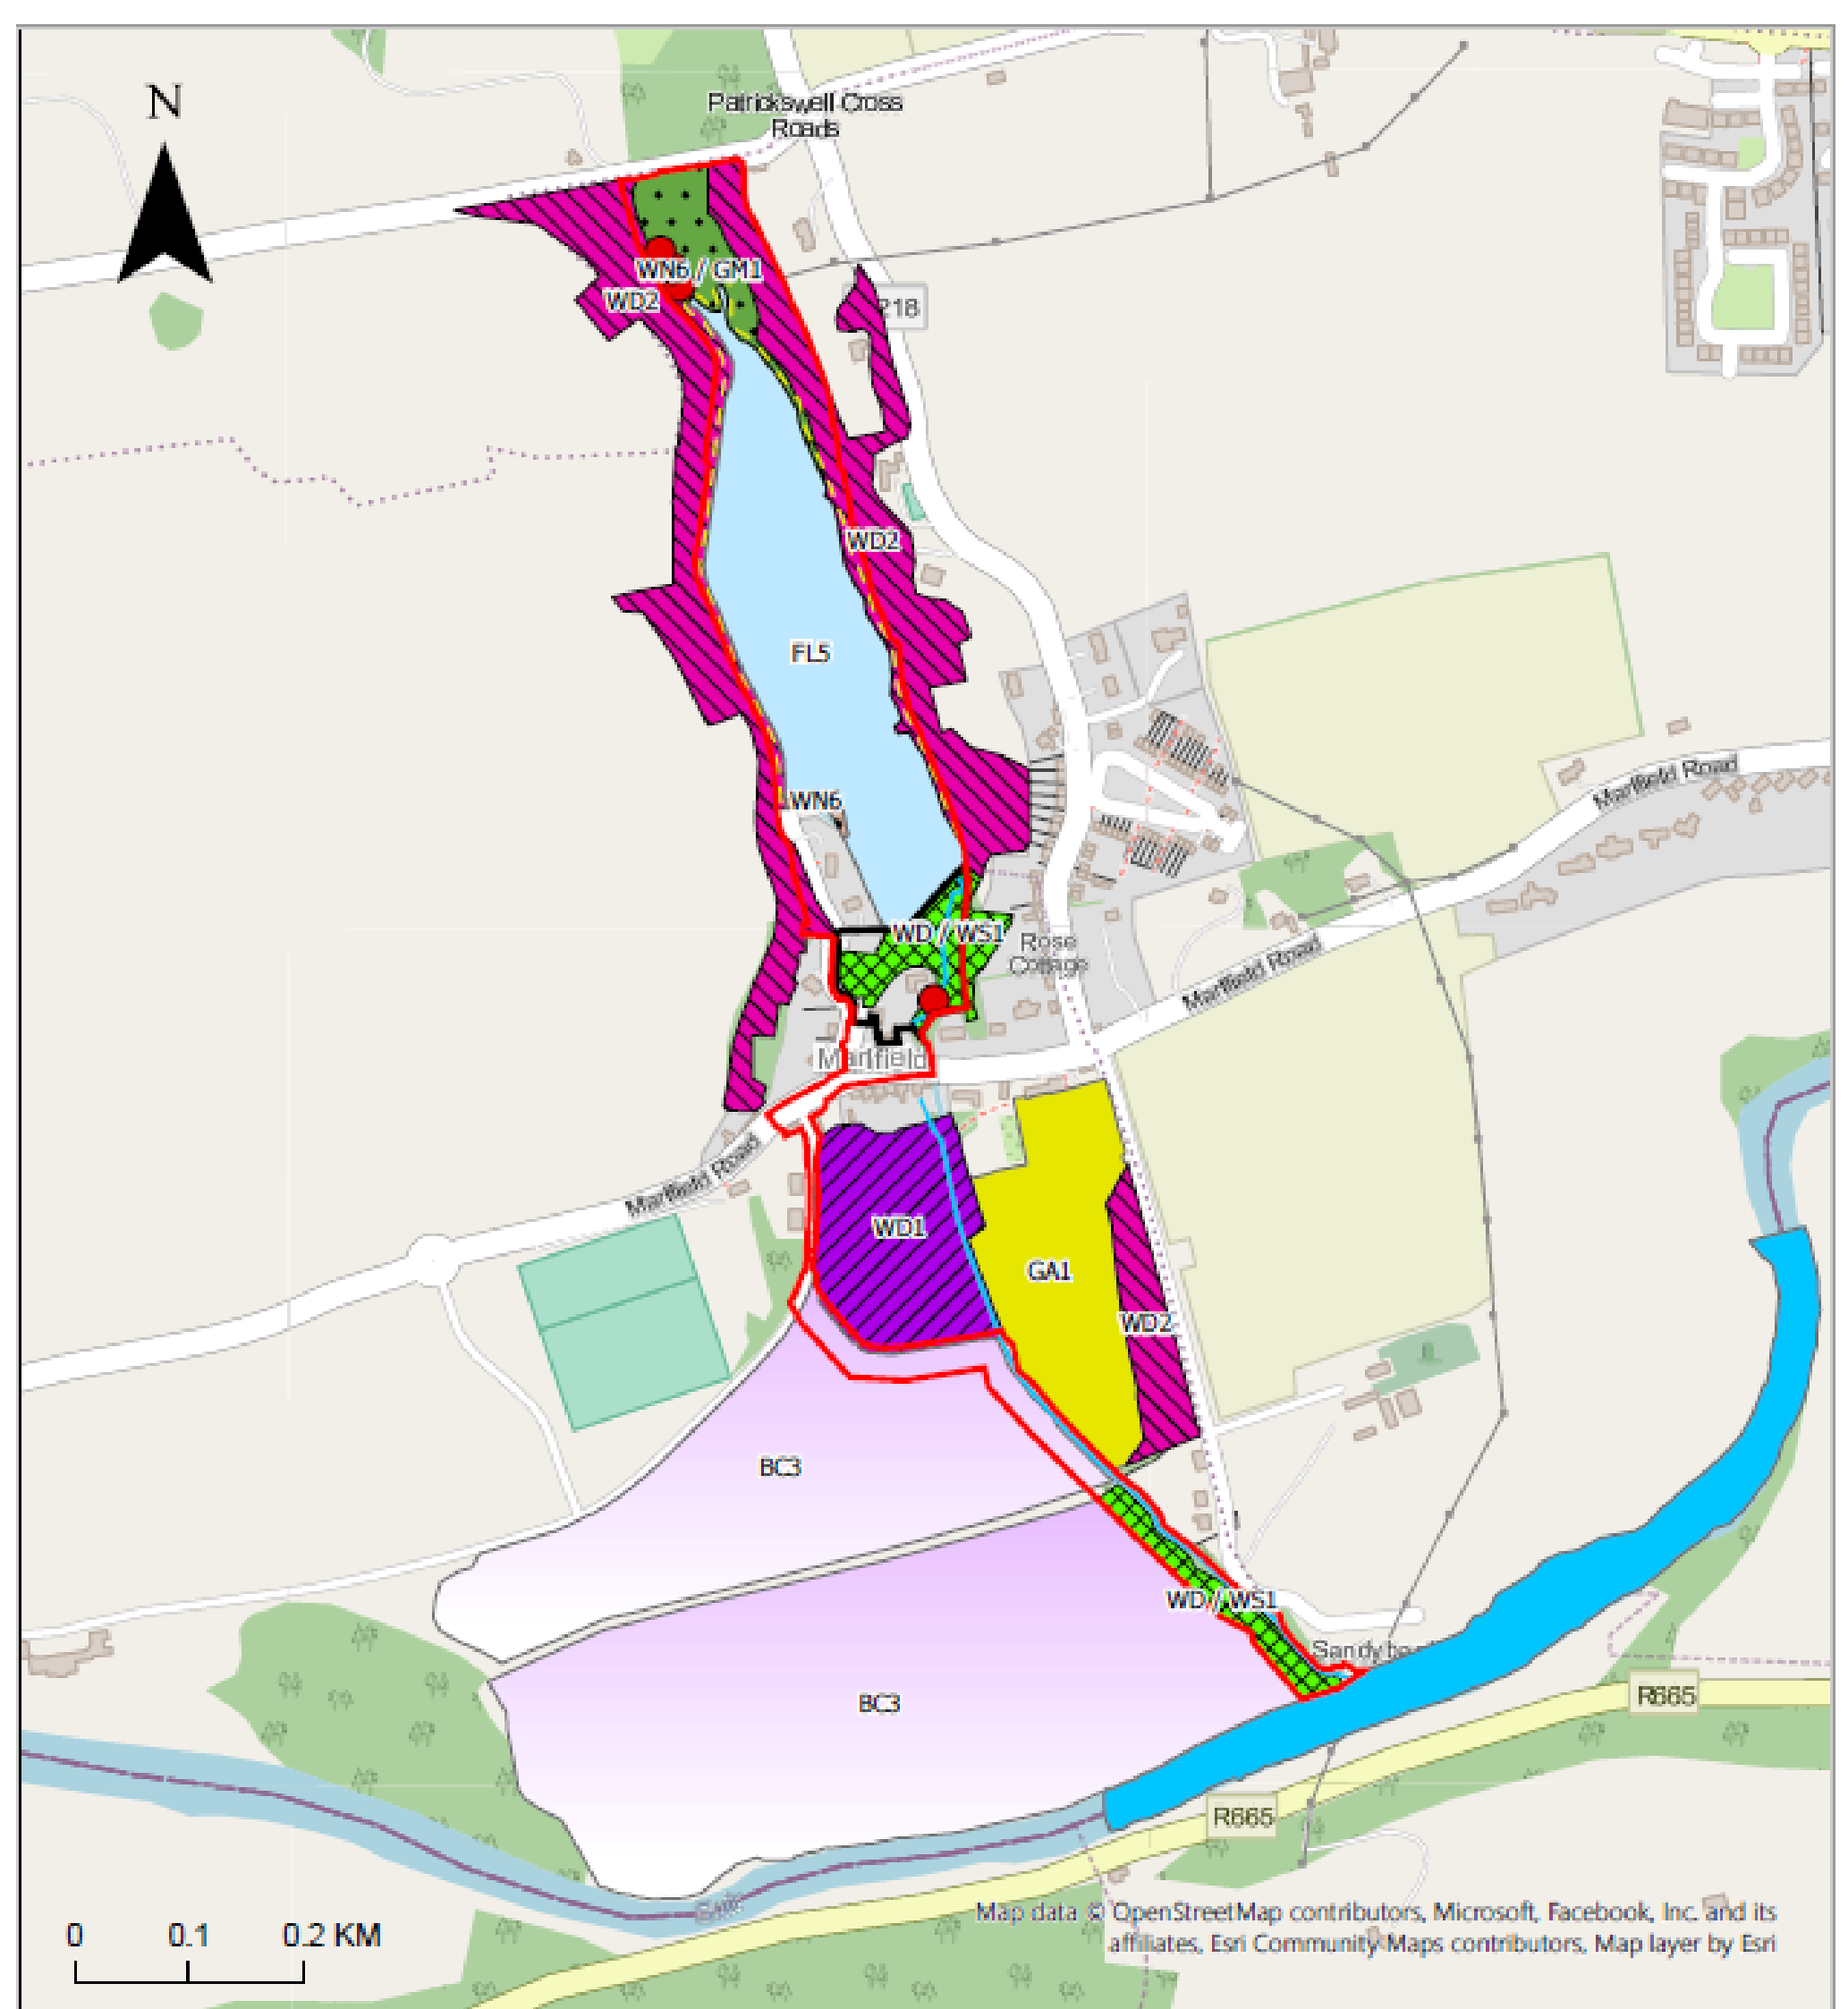 N
Patrickswell Cross
Roads
WN6 / GM1
WD2
218
WD2
FL5
Marlfield Road
WN6
WD / WS1
Rose
Cottage
Marlfield Road
Marlfield
Marlfield Road
WD1
GA1
WD2
BC3
WD / WS1
BC3
R665
R665
Map data © OpenStreetMap contributors, Microsoft, Facebook, Inc. and its
affiliates, Esri Community Maps contributors, Map layer by Esri
0 0.1 0.2 KM